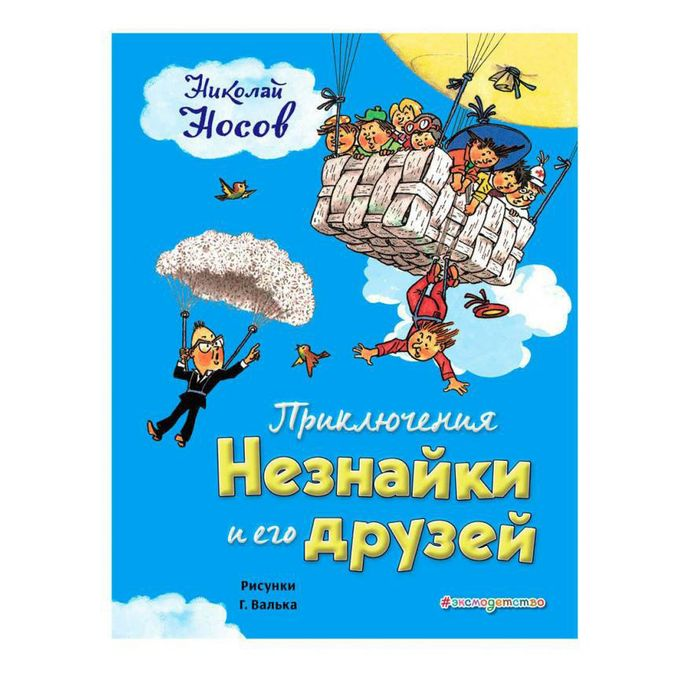 Николай
Носов
Приключения
Незнайки
и его друзей
Рисунки
Г. Валька
#эксмодетство